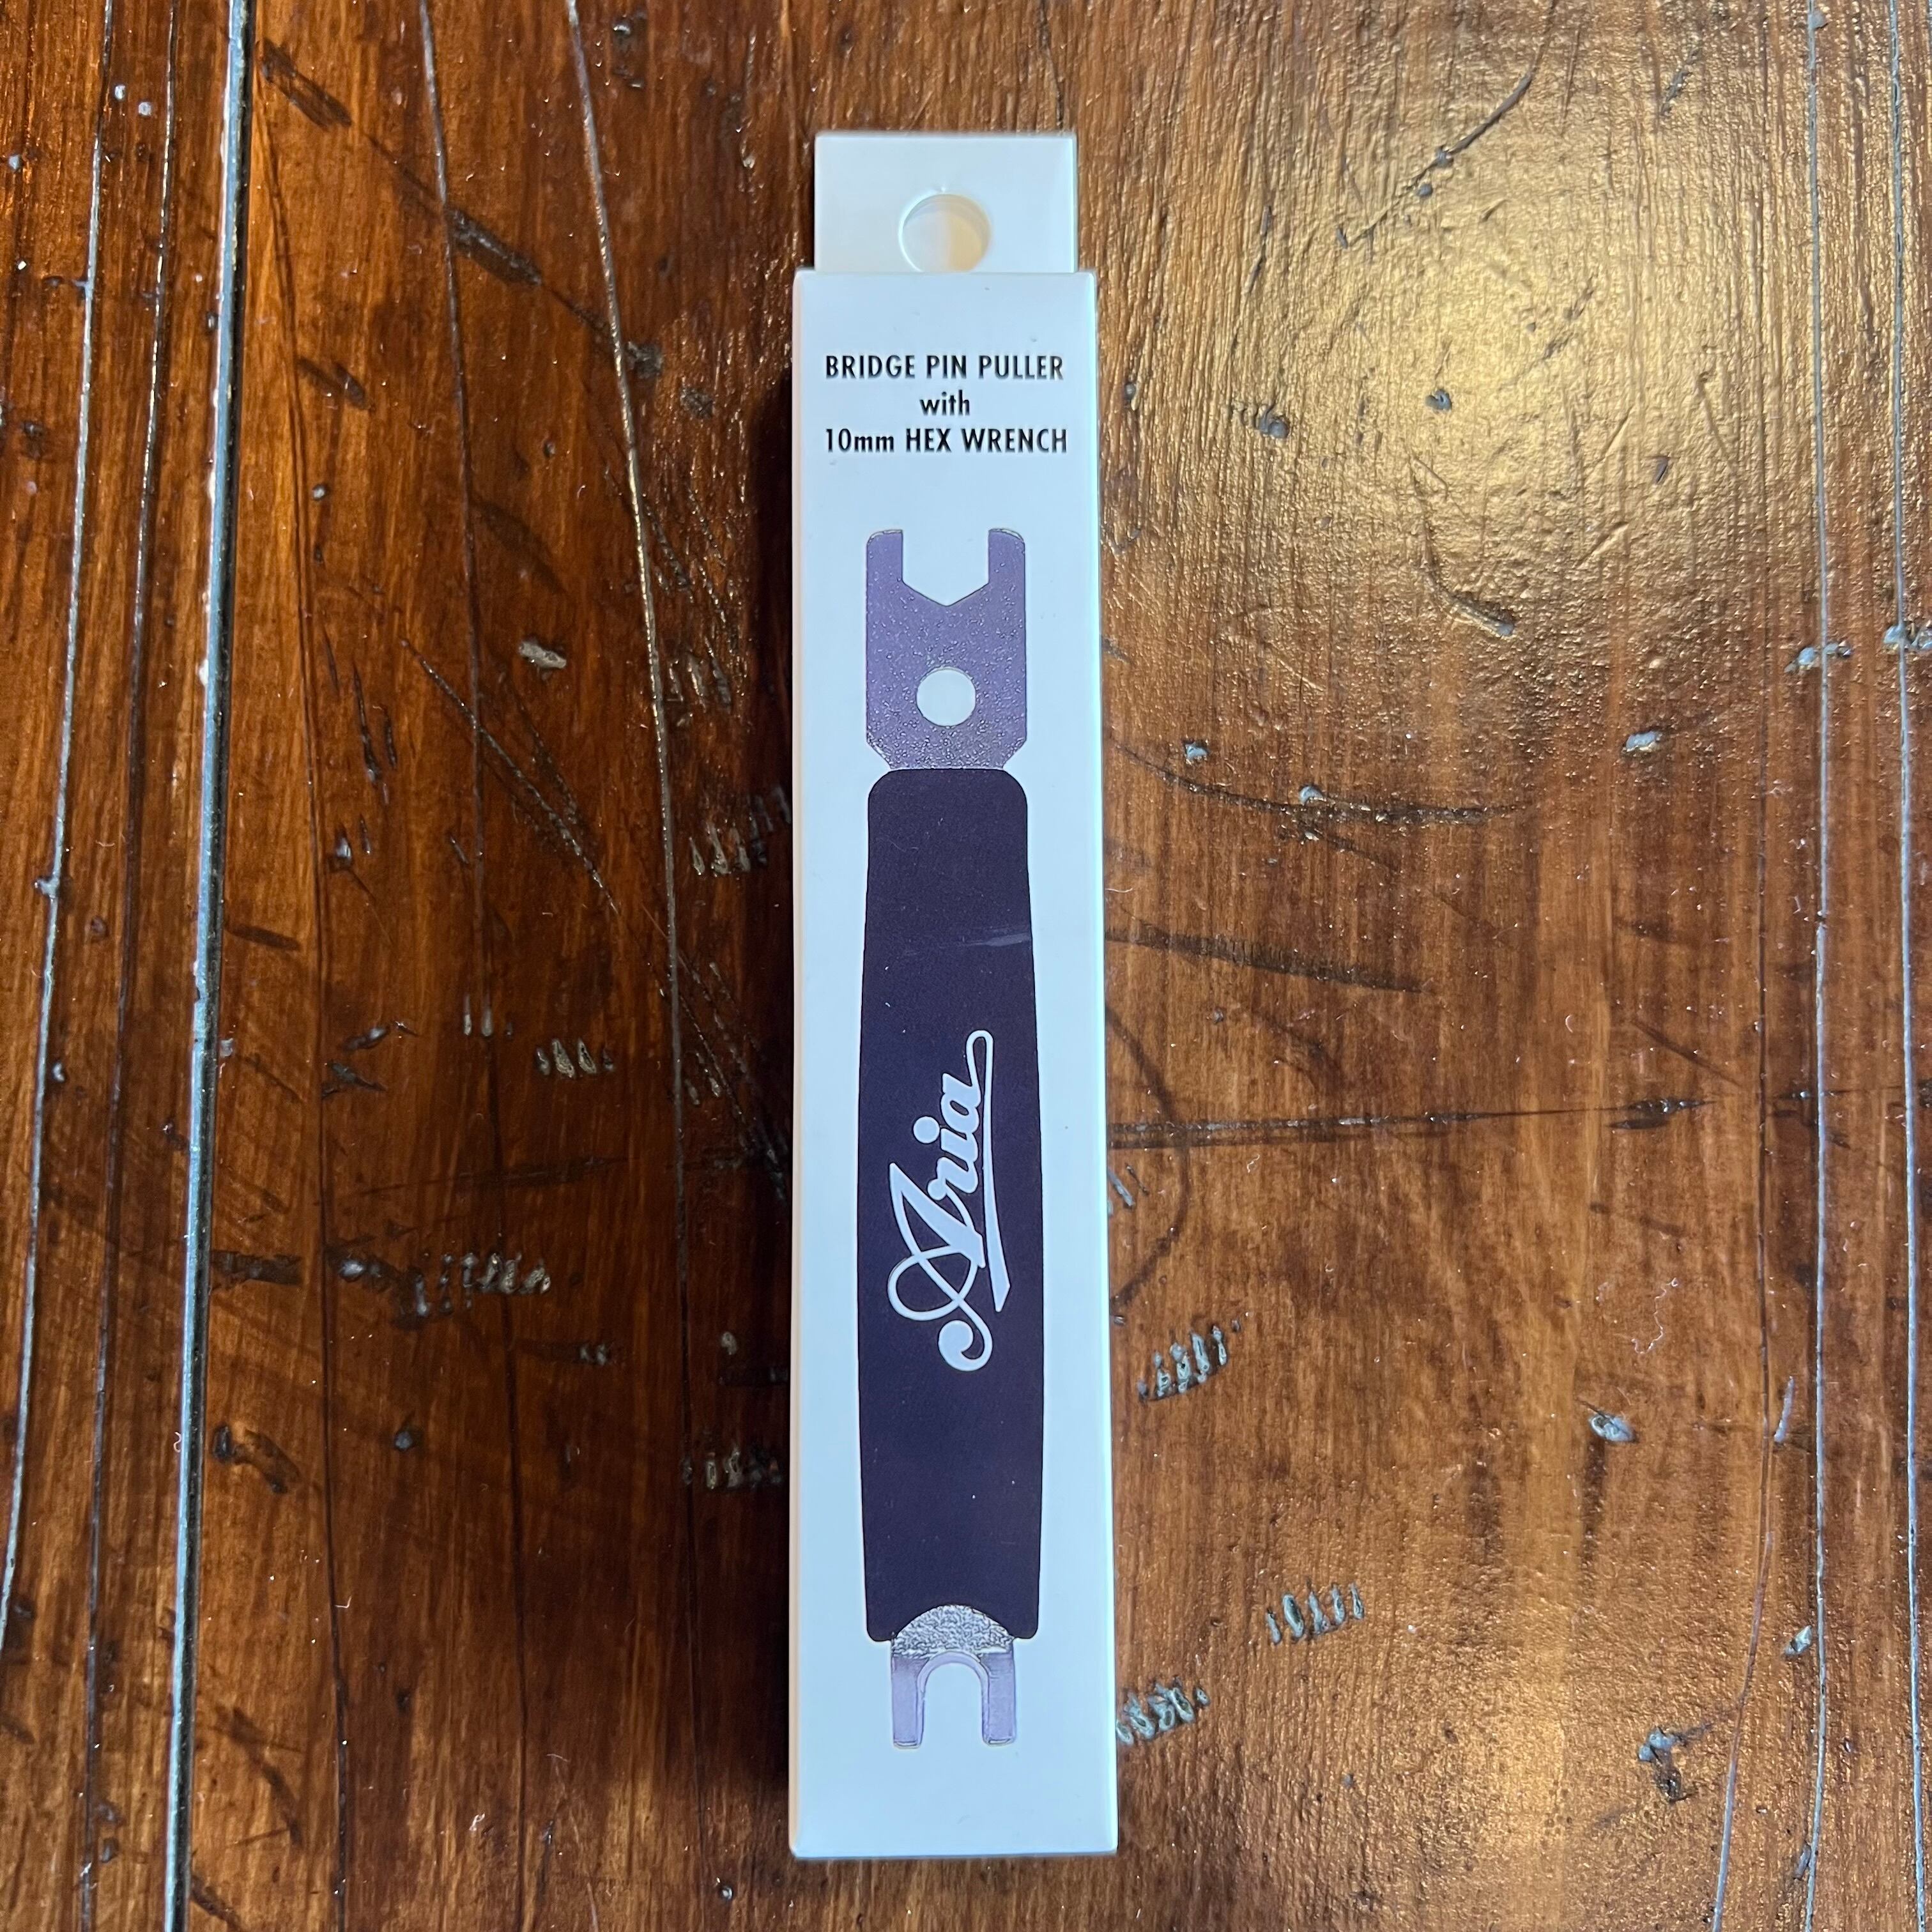 BRIDGE PIN PULLER
with
10mm HEX WRENCH
Aria